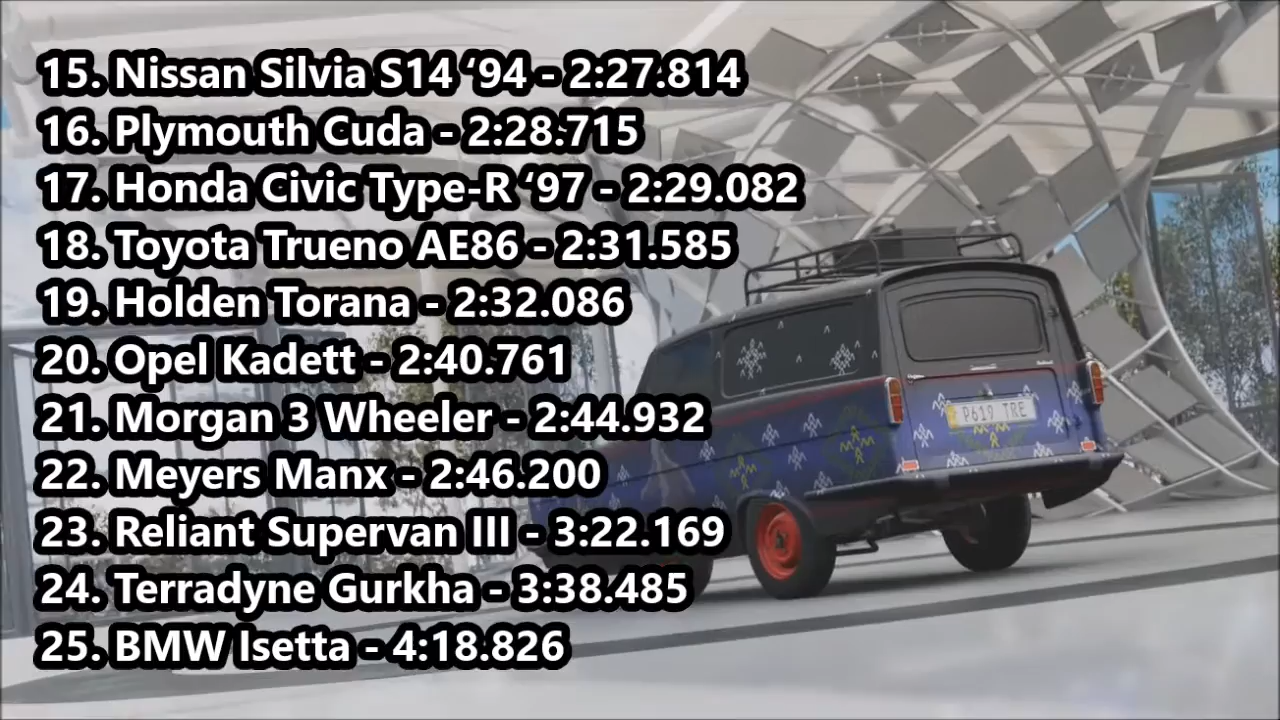 15. Nissan Silvia S14 ‘94 - 2:27.814
16. Plymouth Cuda - 2:28.715
17. Honda Civic Type-R ‘97 - 2:29.082
18. Toyota Trueno AE86 - 2:31.585
19. Holden Torana - 2:32.086
20. Opel Kadett - 2:40.761
21. Morgan 3 Wheeler - 2:44.932
22. Meyers Manx - 2:46.200
23. Reliant Supervan III - 3:22.169
24. Terradyne Gurkha - 3:38.485
25. BMW Isetta - 4:18.826
P619 TRE